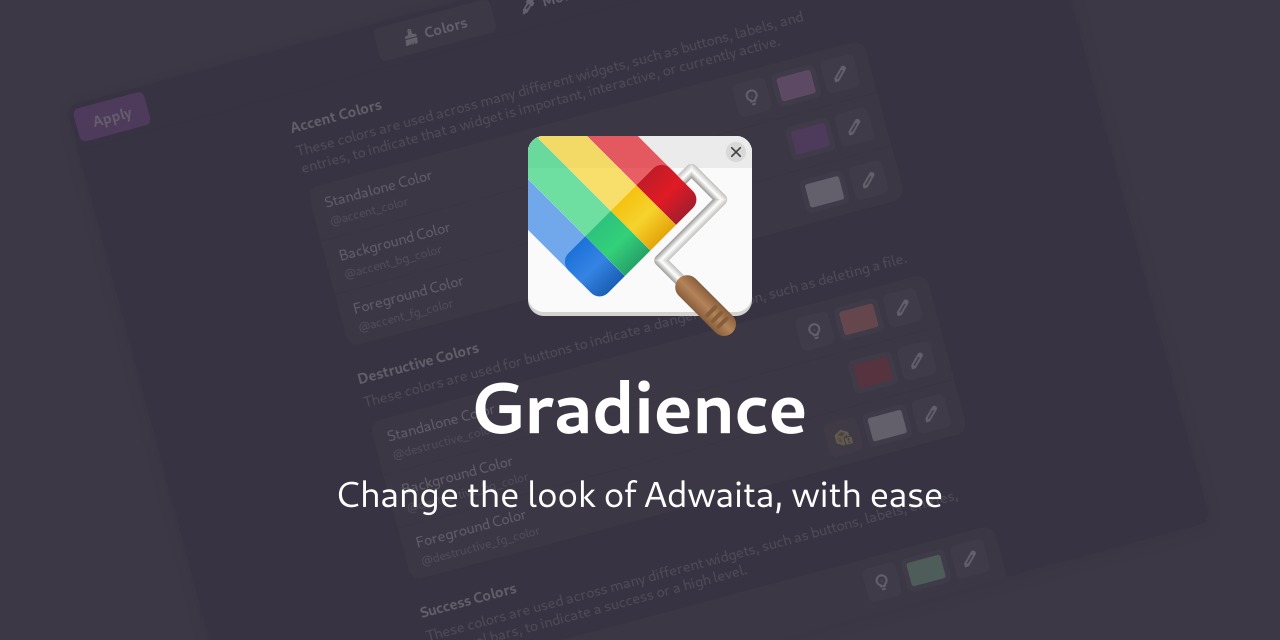 Colors
Apply
Accent Colors
These colors are used across many different widgets, such as buttons, labels, and
entries, to indicate that a widget is important, interactive, or currently active.
Standalone Color
@accent_color
Background Color
@accent_bg_color
Foreground Color
@accent_fg_color
Destructive Colors
These colors are used for buttons to indicate a dangerous action, such as deleting a file.
Standalone Color
@destructive_color
Gradience
Background Color
Change the look of Adwaita, with ease
Foreground Color
@destructive_fg_color
Success Colors
These colors are used across many different widgets, such as buttons, labels,
bars, to indicate a success or a high level.